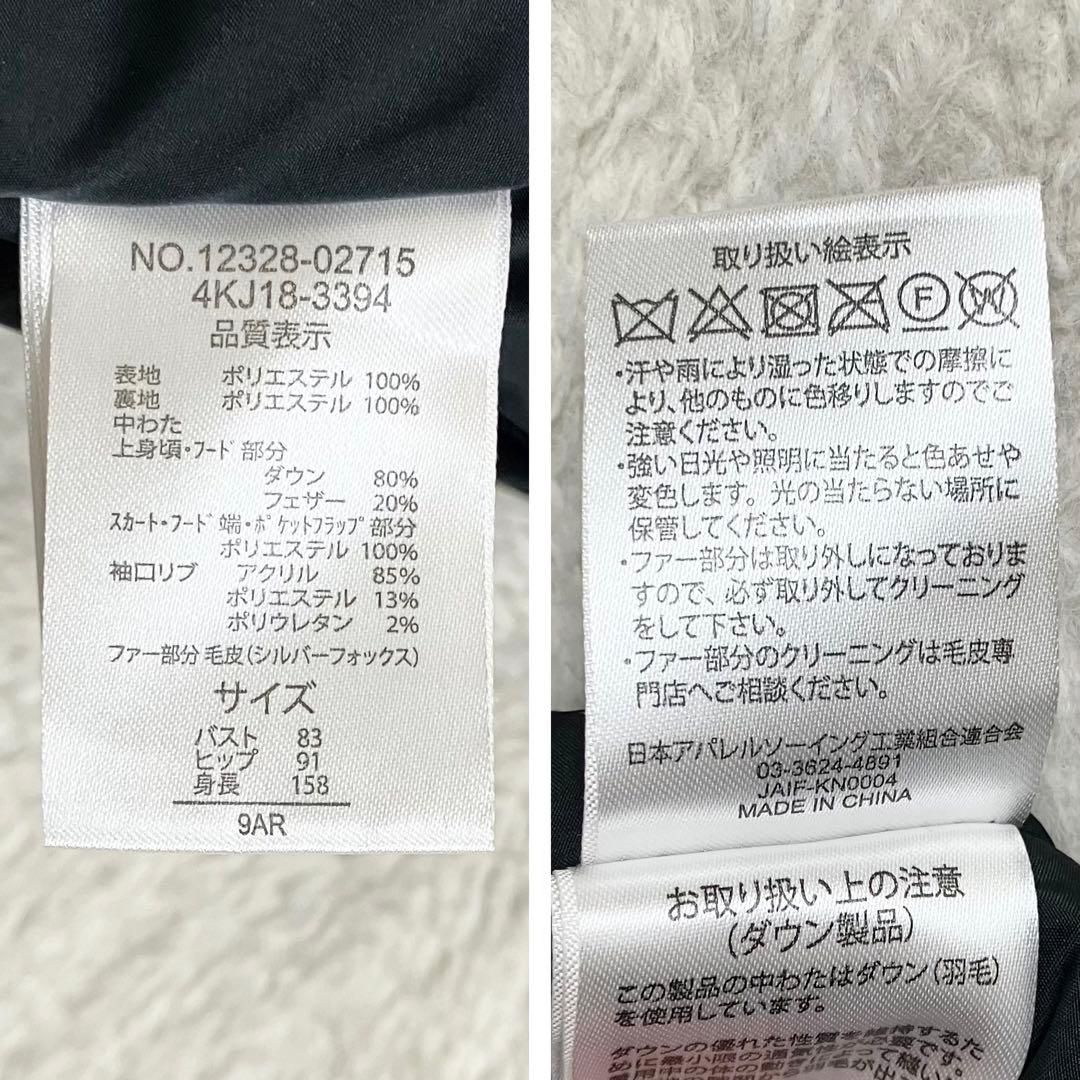 NO.12328-02715
4KJ18-3394
品質表示
表地 ポリエステル 100%
裏地 ポリエステル 100%
中わた
上身頃・フード部分
ダウン 80%
フェザー 20%
スカート・フード端・ポケットフラップ部分
ポリエステル 100%
袖口リブ アクリル 85%
ポリエステル 13%
ポリウレタン 2%
ファー部分 毛皮(シルバーフォックス)
サイズ
バスト 83
ヒップ 91
身長 158
9AR
取り扱い絵表示
F
W
・汗や雨により湿った状態での摩擦に
より、他のものに色移りしますのでご
注意ください。
・強い日光や照明に当たると色あせや
変色します。光の当たらない場所に
保管してください。
・ファー部分は取り外しになっておりま
すので、必ず取り外してクリーニング
をして下さい。
・ファー部分のクリーニングは毛皮専
門店へご相談ください。
日本アパレルソーイング工業組合連合会
03-3624-4891
JAIF-KN0004
MADE IN CHINA
お取り扱い上の注意
(ダウン製品)
この製品の中わたはダウン(羽毛)
を使用しています。
ダウンの優れた性質を維持するた